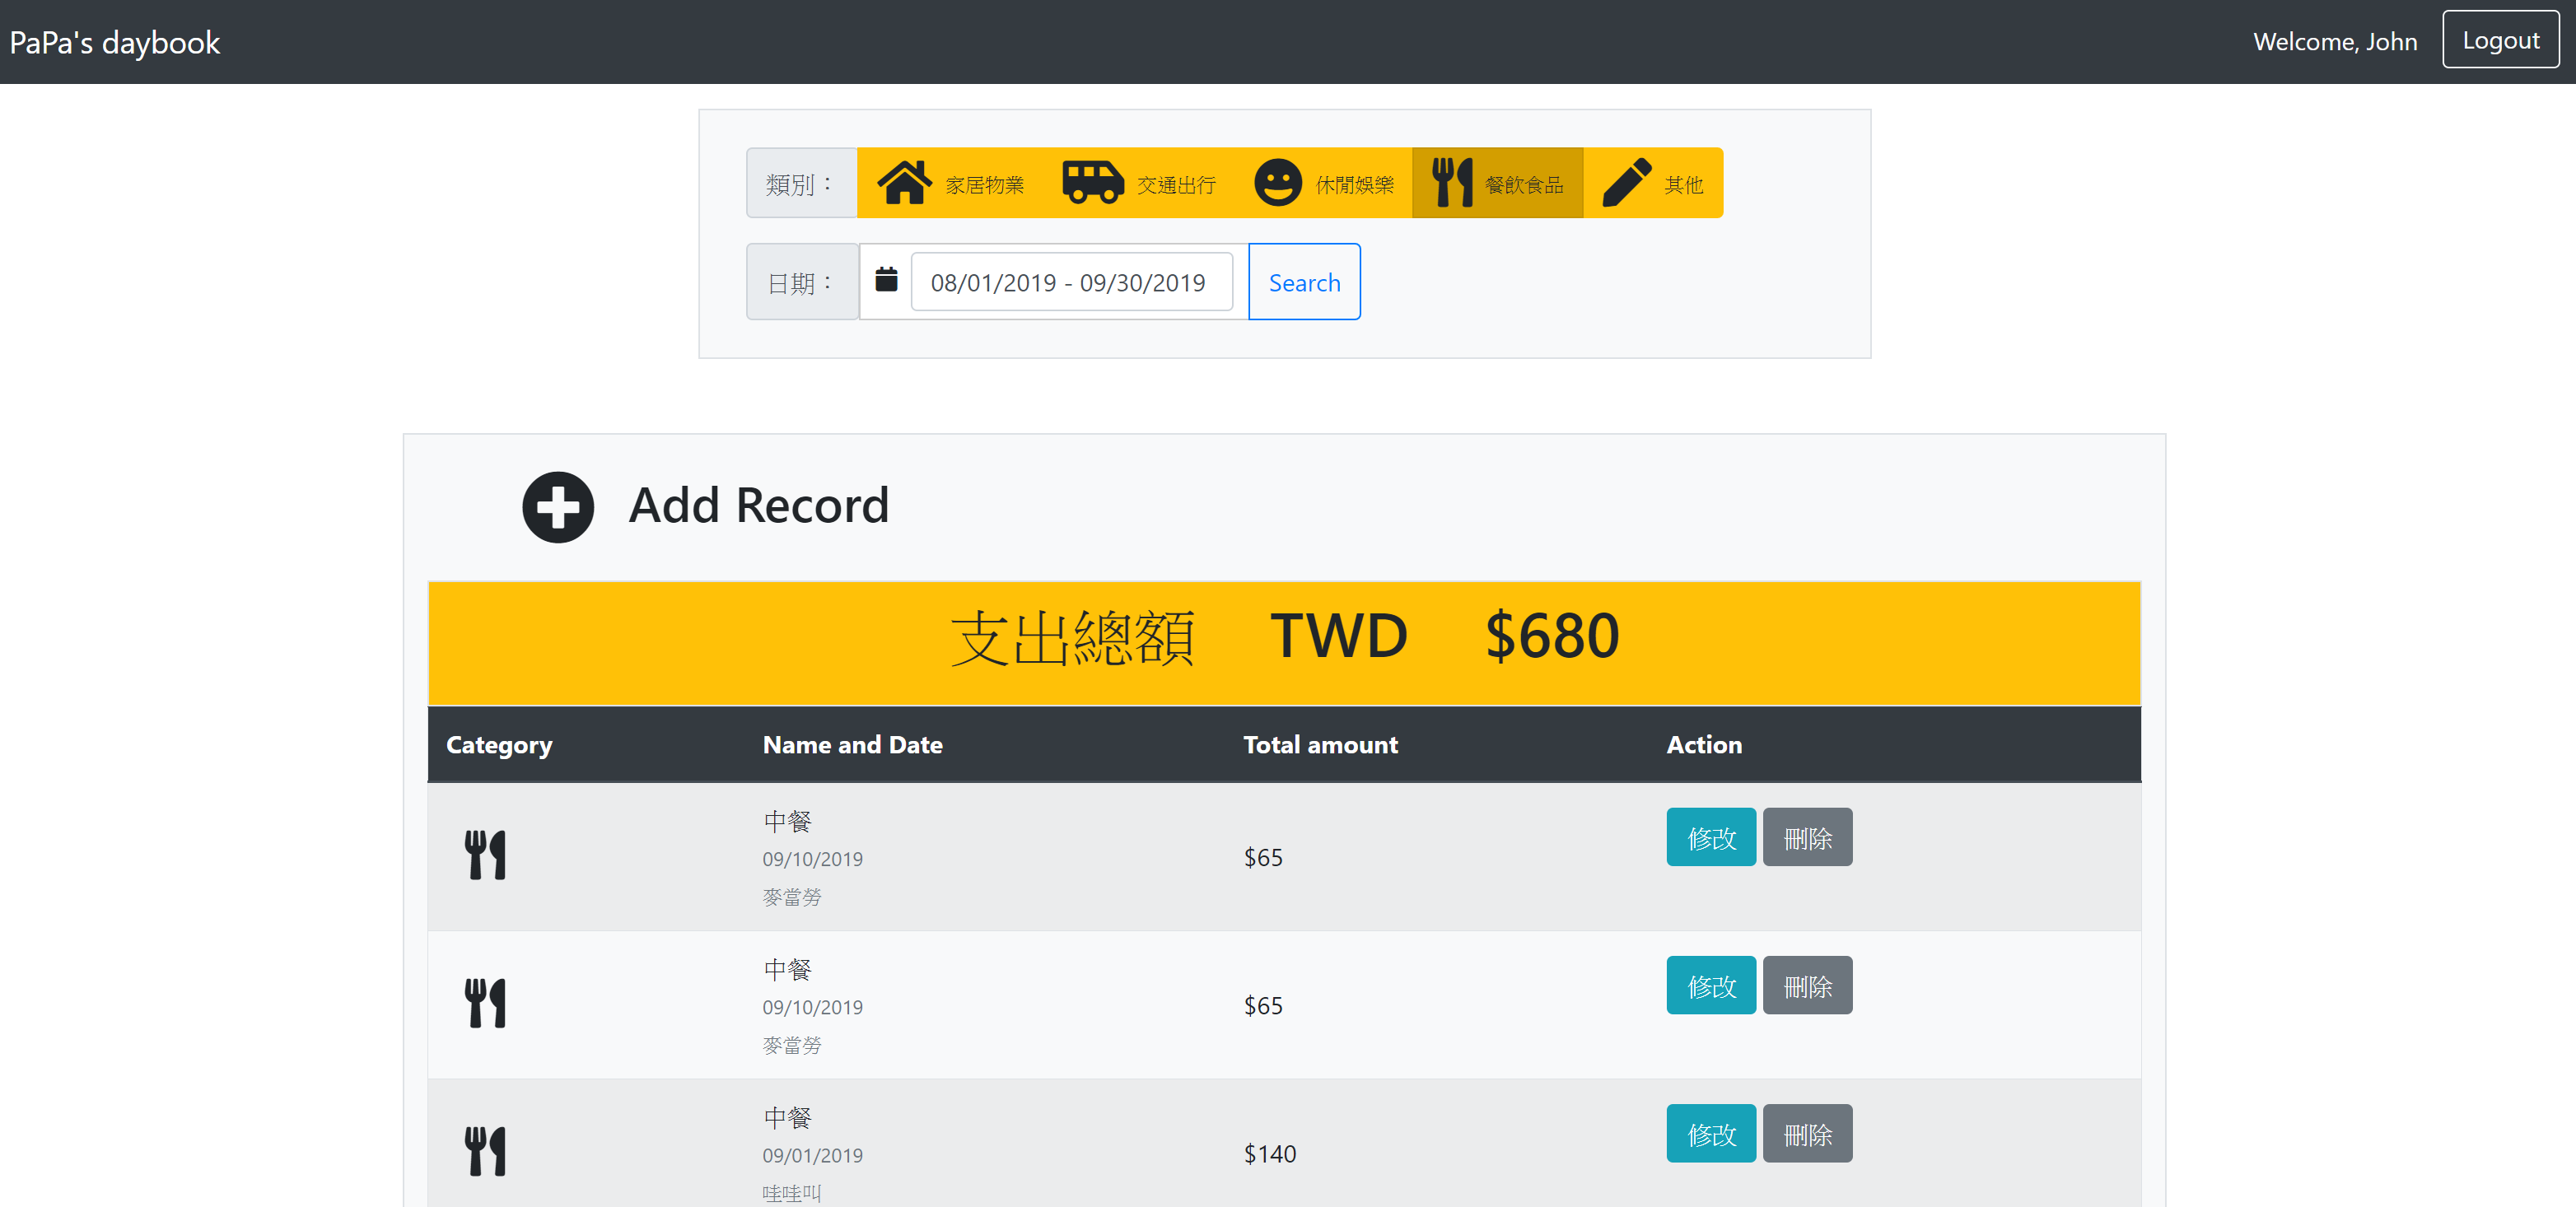 PaPa's daybook
Welcome, John
Logout
類別：
家居物業
交通出行
休閒娛樂
餐飲食品
其他
日期：
08/01/2019 - 09/30/2019
Search
Add Record
支出總額 TWD $680
Category Name and Date Total amount Action
中餐
09/10/2019
麥當勞
$65
修改 刪除
中餐
09/10/2019
麥當勞
$65
修改 刪除
中餐
09/01/2019
哇哇叫
$140
修改 刪除